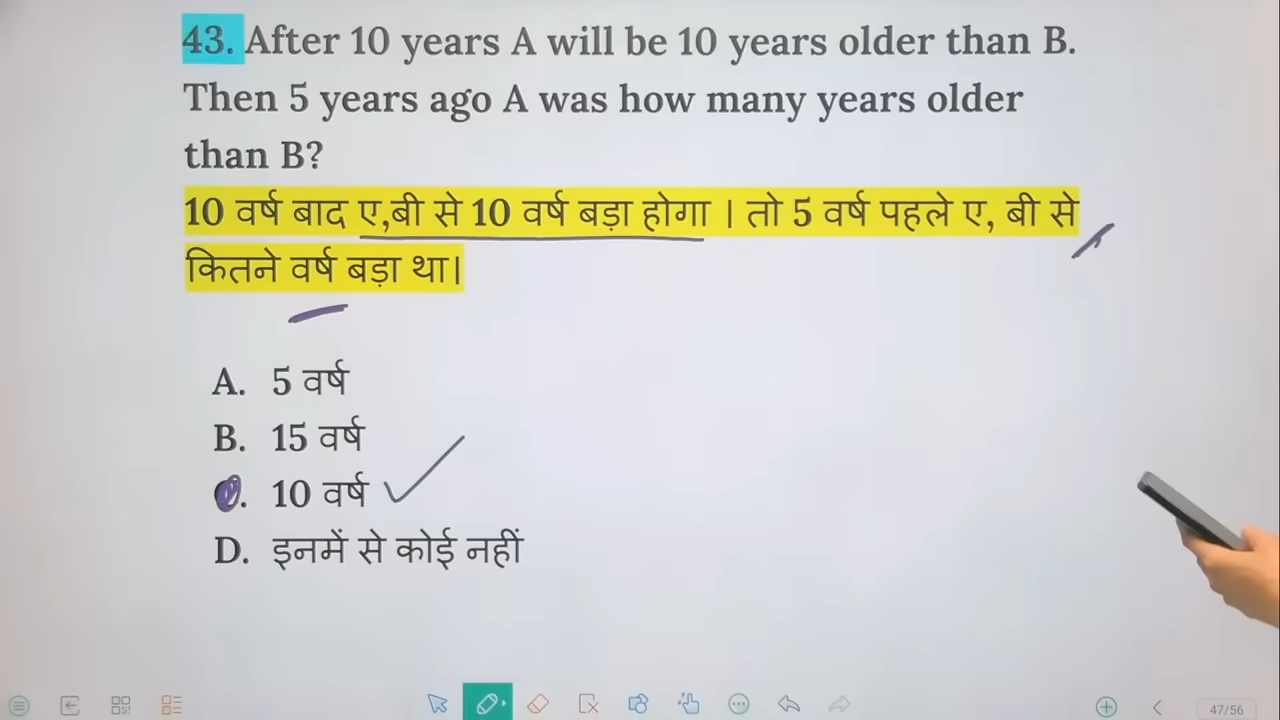 43. After 10 years A will be 10 years older than B.
Then 5 years ago A was how many years older
than B?
10 वर्ष बाद ए,बी से 10 वर्ष बड़ा होगा । तो 5 वर्ष पहले ए, बी से
कितने वर्ष बड़ा था।
A. 5 वर्ष
B. 15 वर्ष
. 10 वर्ष
D. इनमें से कोई नहीं
47/56